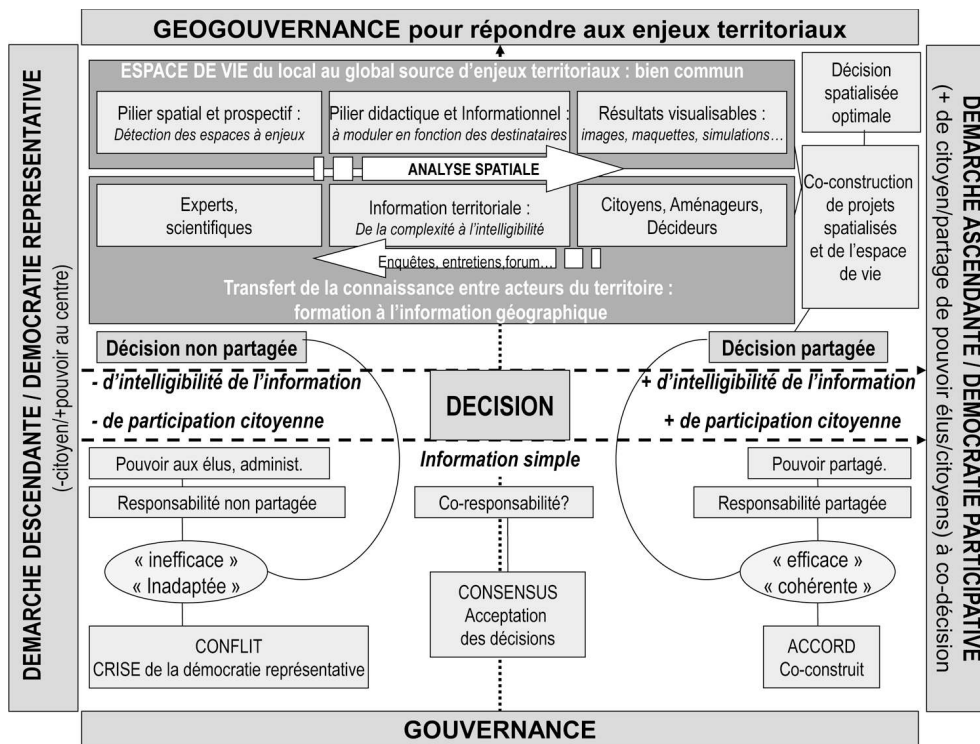 GEOGOUVERNANCE pour répondre aux enjeux territoriaux
DEMARCHE DESCENDANTE / DEMOCRATIE REPRESENTATIVE
(-citoyen/+pouvoir au centre)
ESPACE DE VIE du local au global source d'enjeux territoriaux : bien commun
Pilier spatial et prospectif :
Détection des espaces à enjeux
Pilier didactique et Informationnel :
à moduler en fonction des destinataires
Résultats visualisables :
images, maquettes, simulations…
ANALYSE SPATIALE
Experts,
scientifiques
Information territoriale :
De la complexité à l'intelligibilité
Citoyens, Aménageurs,
Décideurs
Enquêtes, entretiens,forum…
Transfert de la connaissance entre acteurs du territoire :
formation à l'information géographique
Décision
spatialisée
optimale
Co-construction
de projets
spatialisés
et de l'espace
de vie
Décision non partagée
Décision partagée
- d'intelligibilité de l'information
+ d'intelligibilité de l'information
DECISION
- de participation citoyenne
+ de participation citoyenne
Information simple
Pouvoir aux élus, administ.
Responsabilité non partagée
« inefficace »
« Inadaptée »
CONFLIT
CRISE de la démocratie représentative
Co-responsabilité?
CONSENSUS
Acceptation
des décisions
Pouvoir partagé.
Responsabilité partagée
« efficace »
« cohérente »
ACCORD
Co-construit
DEMARCHE ASCENDANTE / DEMOCRATIE PARTICIPATIVE
(+ de citoyen/partage de pouvoir élus/citoyens) à co-décision
GOUVERNANCE